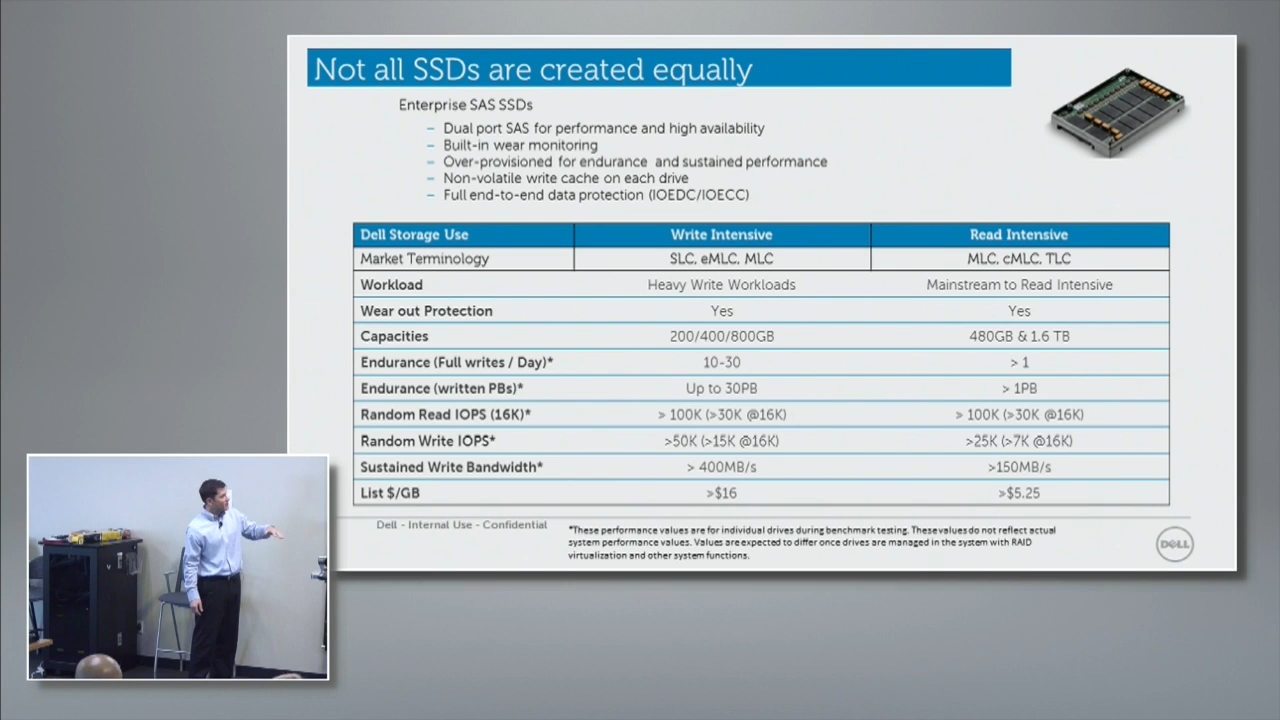 Not all SSDs are created equally
Enterprise SAS SSDs
– Dual port SAS for performance and high availability
– Built-in wear monitoring
– Over-provisioned for endurance and sustained performance
– Non-volatile write cache on each drive
– Full end-to-end data protection (IOEDC/IOECC)
Dell Storage Use Write Intensive Read Intensive
Market Terminology SLC, eMLC, MLC MLC, cMLC, TLC
Workload Heavy Write Workloads Mainstream to Read Intensive
Wear out Protection Yes Yes
Capacities 200/400/800GB 480GB & 1.6 TB
Endurance (Full writes / Day)* 10-30 > 1
Endurance (written PBs)* Up to 30PB > 1PB
Random Read IOPS (16K)* > 100K (>30K @16K) > 100K (>30K @16K)
Random Write IOPS* >50K (>15K @16K) >25K (>7K @16K)
Sustained Write Bandwidth* > 400MB/s >150MB/s
List $/GB >$16 >$5.25
Dell - Internal Use - Confidential
*These performance values are for individual drives during benchmark testing. These values do not reflect actual
system performance values. Values are expected to differ once drives are managed in the system with RAID
virtualization and other system functions.
DELL